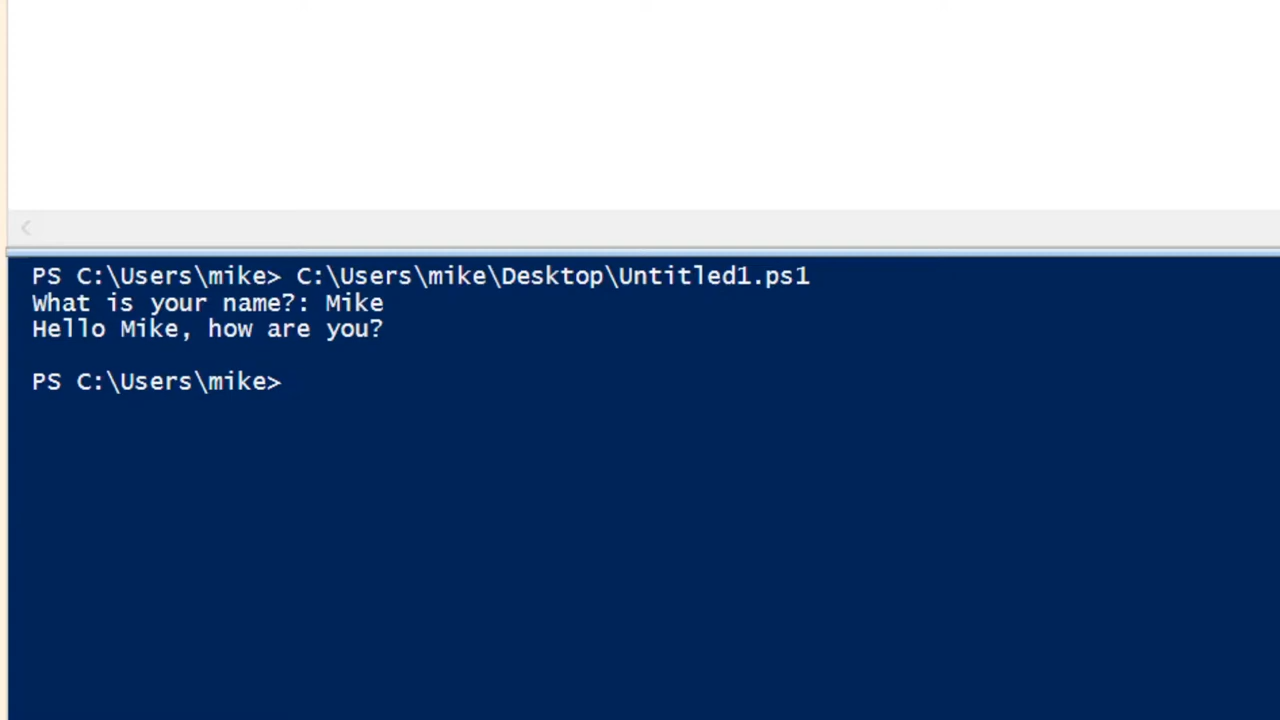 PS C:\Users\mike> C:\Users\mike\Desktop\Untitled1.ps1
What is your name?: Mike
Hello Mike, how are you?
PS C:\Users\mike>